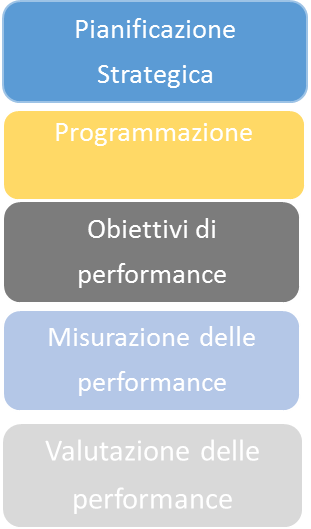 Pianificazione
Strategica
Programmazione
Obiettivi di
performance
Misurazione delle
performance
Valutazione delle
performance